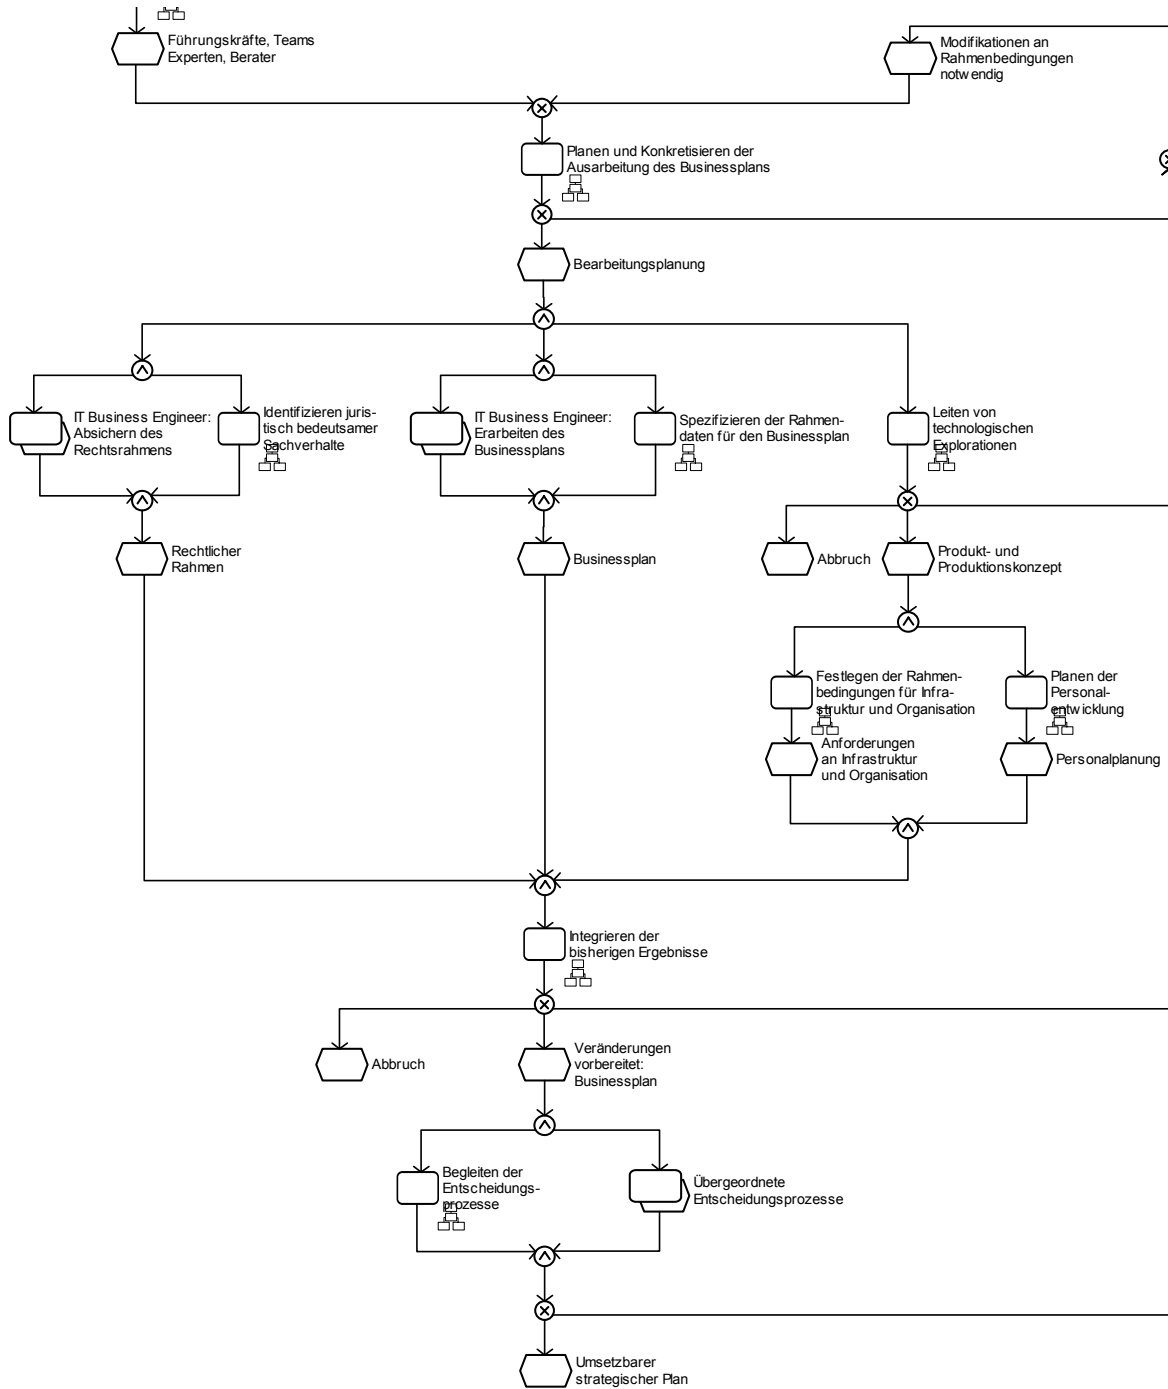 Führungskräfte, Teams
Experten, Berater
Modifikationen an
Rahmenbedingungen
notwendig
Planen und Konkretisieren der
Ausarbeitung des Businessplans
Bearbeitungsplanung
IT Business Engineer:
Absichern des
Rechtsrahmens
Identifizieren juris-
tisch bedeutsamer
Sachverhalte
IT Business Engineer:
Erarbeiten des
Businessplans
Spezifizieren der Rahmen-
daten für den Businessplan
Leiten von
technologischen
Explorationen
Rechtlicher
Rahmen
Businessplan
Abbruch
Produkt- und
Produktionskonzept
Festlegen der Rahmen-
bedingungen für Infra-
struktur und Organisation
Planen der
Personal-
entwicklung
Anforderungen
an Infrastruktur
und Organisation
Personalplanung
Integrieren der
bisherigen Ergebnisse
Abbruch
Veränderungen
vorbereitet:
Businessplan
Begleiten der
Entscheidungs-
prozesse
Übergeordnete
Entscheidungsprozesse
Umsetzbarer
strategischer Plan